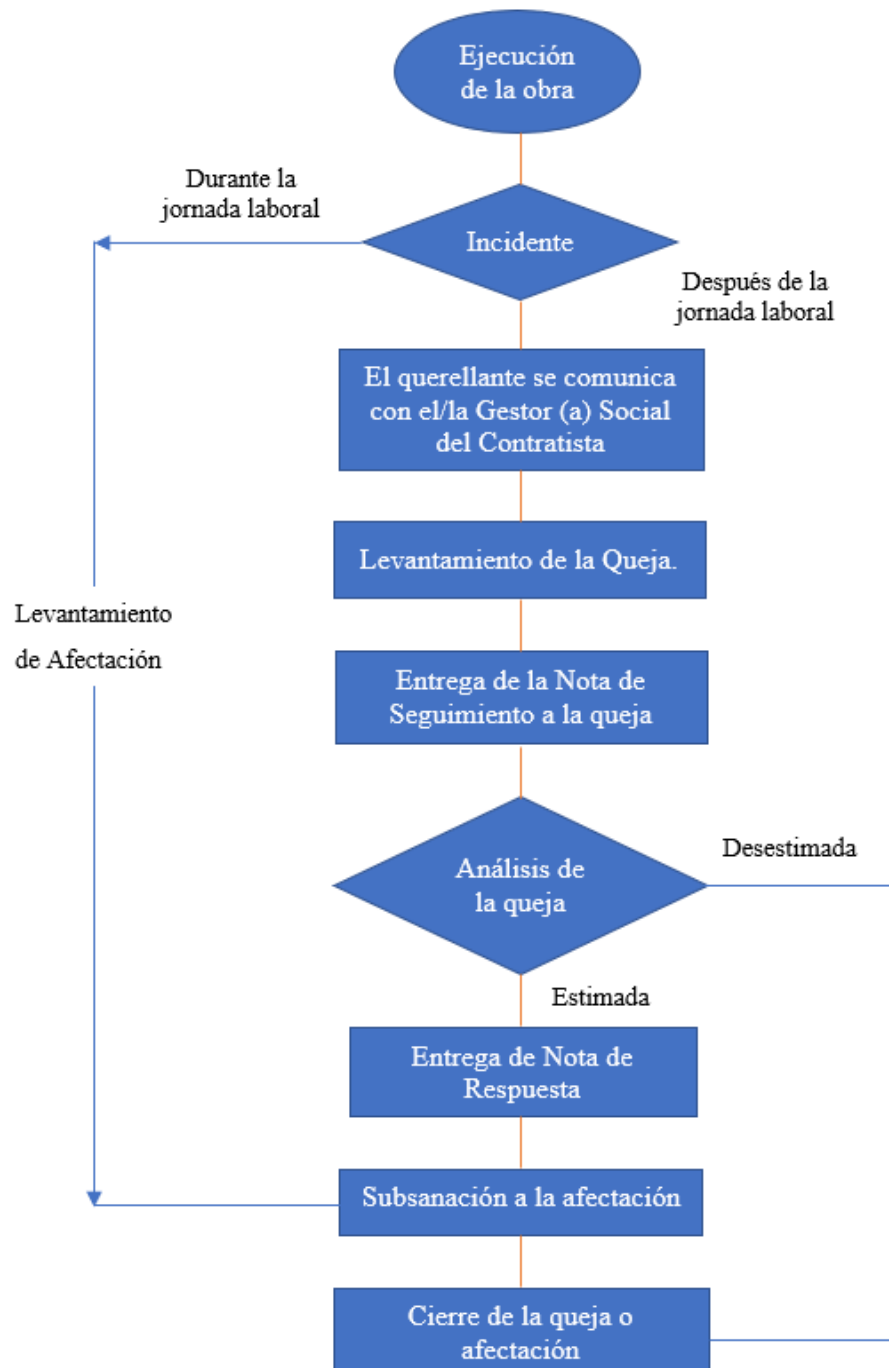 Ejecución
de la obra
Durante la
jornada laboral
Incidente
Después de la
jornada laboral
El querellante se comunica
con el/la Gestor (a) Social
del Contratista
Levantamiento de la Queja.
Levantamiento
de Afectación
Entrega de la Nota de
Seguimiento a la queja
Análisis de
la queja
Desestimada
Estimada
Entrega de Nota de
Respuesta
Subsanación a la afectación
Cierre de la queja o
afectación